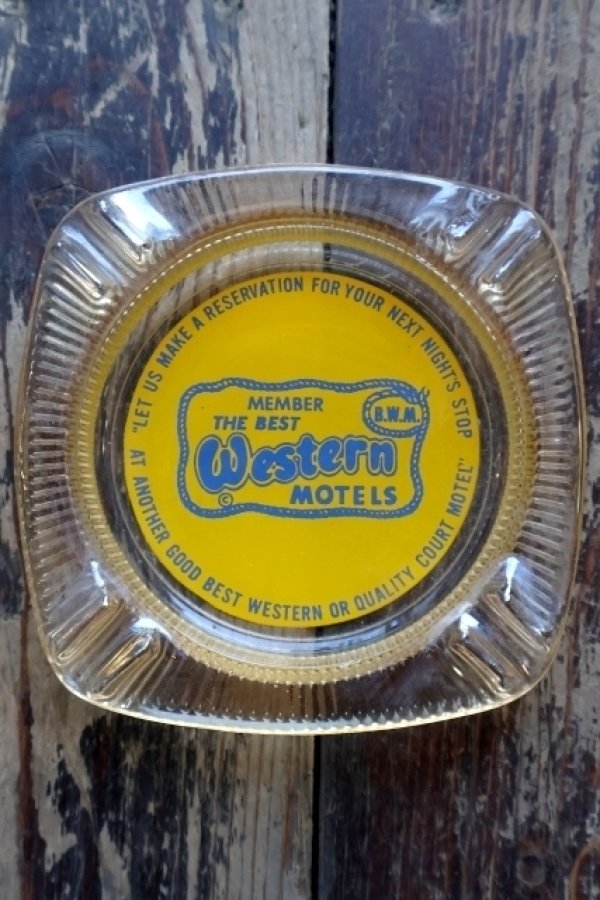 "LET US MAKE A RESERVATION FOR YOUR NEXT NIGHT'S STOP
AT ANOTHER GOOD BEST WESTERN OR QUALITY COURT MOTEL"
MEMBER
B.W.M.
THE BEST
Western
© MOTELS